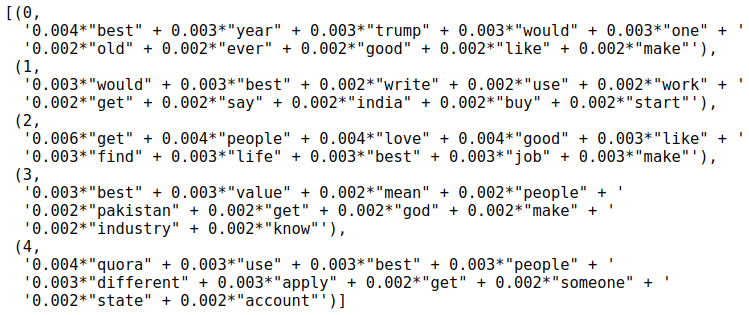 [(0,
'0.004*"best" + 0.003*"year" + 0.003*"trump" + 0.003*"would" + 0.003*"one" + '
'0.002*"old" + 0.002*"ever" + 0.002*"good" + 0.002*"like" + 0.002*"make"'),
(1,
'0.003*"would" + 0.003*"best" + 0.002*"write" + 0.002*"use" + 0.002*"work" + '
'0.002*"get" + 0.002*"say" + 0.002*"india" + 0.002*"buy" + 0.002*"start"'),
(2,
'0.006*"get" + 0.004*"people" + 0.004*"love" + 0.004*"good" + 0.003*"like" + '
'0.003*"find" + 0.003*"life" + 0.003*"best" + 0.003*"job" + 0.003*"make"'),
(3,
'0.003*"best" + 0.003*"value" + 0.002*"mean" + 0.002*"people" + '
'0.002*"pakistan" + 0.002*"get" + 0.002*"god" + 0.002*"make" + '
'0.002*"industry" + 0.002*"know"'),
(4,
'0.004*"quora" + 0.003*"use" + 0.003*"best" + 0.003*"people" + '
'0.003*"different" + 0.003*"apply" + 0.002*"get" + 0.002*"someone" + '
'0.002*"state" + 0.002*"account"')]